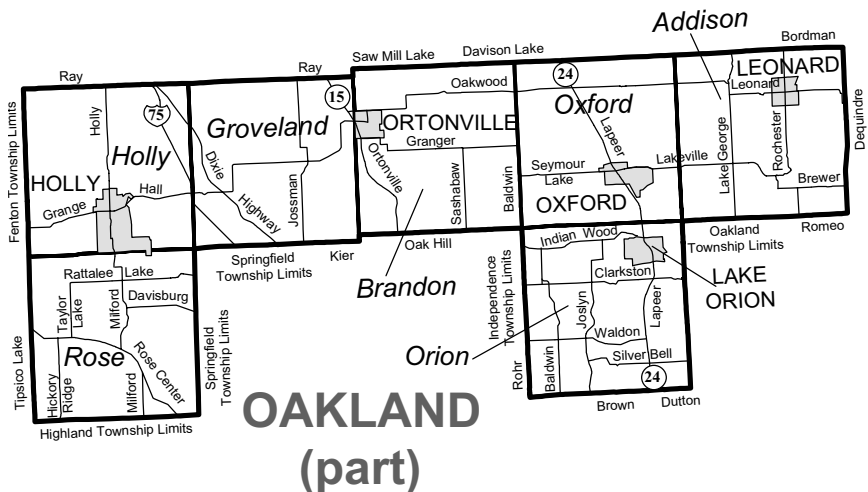 Addison
Saw Mill Lake
Davison Lake
Bordman
Ray
Ray
24
LEONARD
Oakwood
Leonard
Holly
75
15
Groveland
Oxford
ORTONVILLE
Lapeer
Dequindre
Fenton Township Limits
Holly
Dixie
Granger
Lake George
Rochester
HOLLY
Hall
Ortonville
Seymour
Lake
Lakeville
Grange
Highway
Jossman
Sashabaw
Baldwin
OXFORD
Brewer
Springfield
Township Limits
Kier
Oak Hill
Indian Wood
Oakland
Township Limits
Romeo
Rattalee Lake
Brandon
Independence
Township Limits
Clarkston
LAKE
ORION
Davisburg
Taylor
Lake
Milford
Joslyn
Lapeer
Waldon
Rose
Rose Center
Springfield
Township Limits
Orion
Silver Bell
Tipsico Lake
Hickory
Ridge
Milford
Rohr
Baldwin
24
OAKLAND
Brown
Dutton
Highland Township Limits
(part)